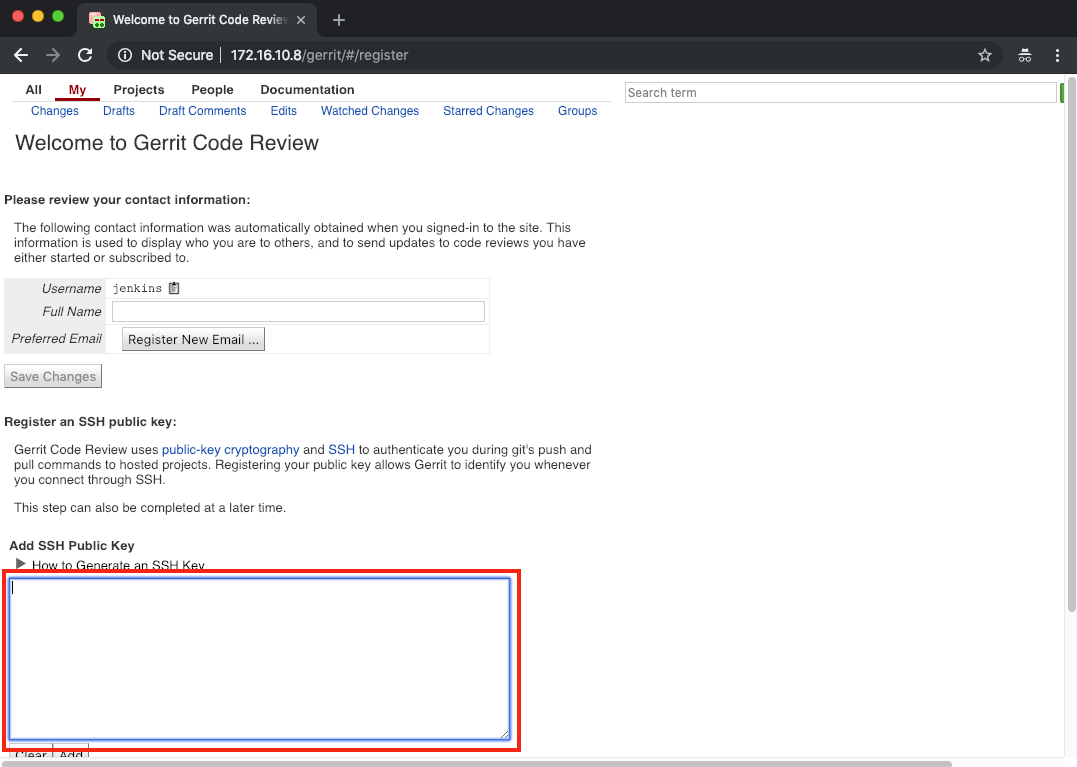 Welcome to Gerrit Code Review
Not Secure | 172.16.10.8/gerrit/#/register
All My Projects People Documentation
Search term
Changes Drafts Draft Comments Edits Watched Changes Starred Changes Groups
Welcome to Gerrit Code Review
Please review your contact information:
The following contact information was automatically obtained when you signed-in to the site. This
information is used to display who you are to others, and to send updates to code reviews you have
either started or subscribed to.
Username jenkins
Full Name
Preferred Email Register New Email ...
Save Changes
Register an SSH public key:
Gerrit Code Review uses public-key cryptography and SSH to authenticate you during git's push and
pull commands to hosted projects. Registering your public key allows Gerrit to identify you whenever
you connect through SSH.
This step can also be completed at a later time.
Add SSH Public Key
How to Generate an SSH Key
Clear Add